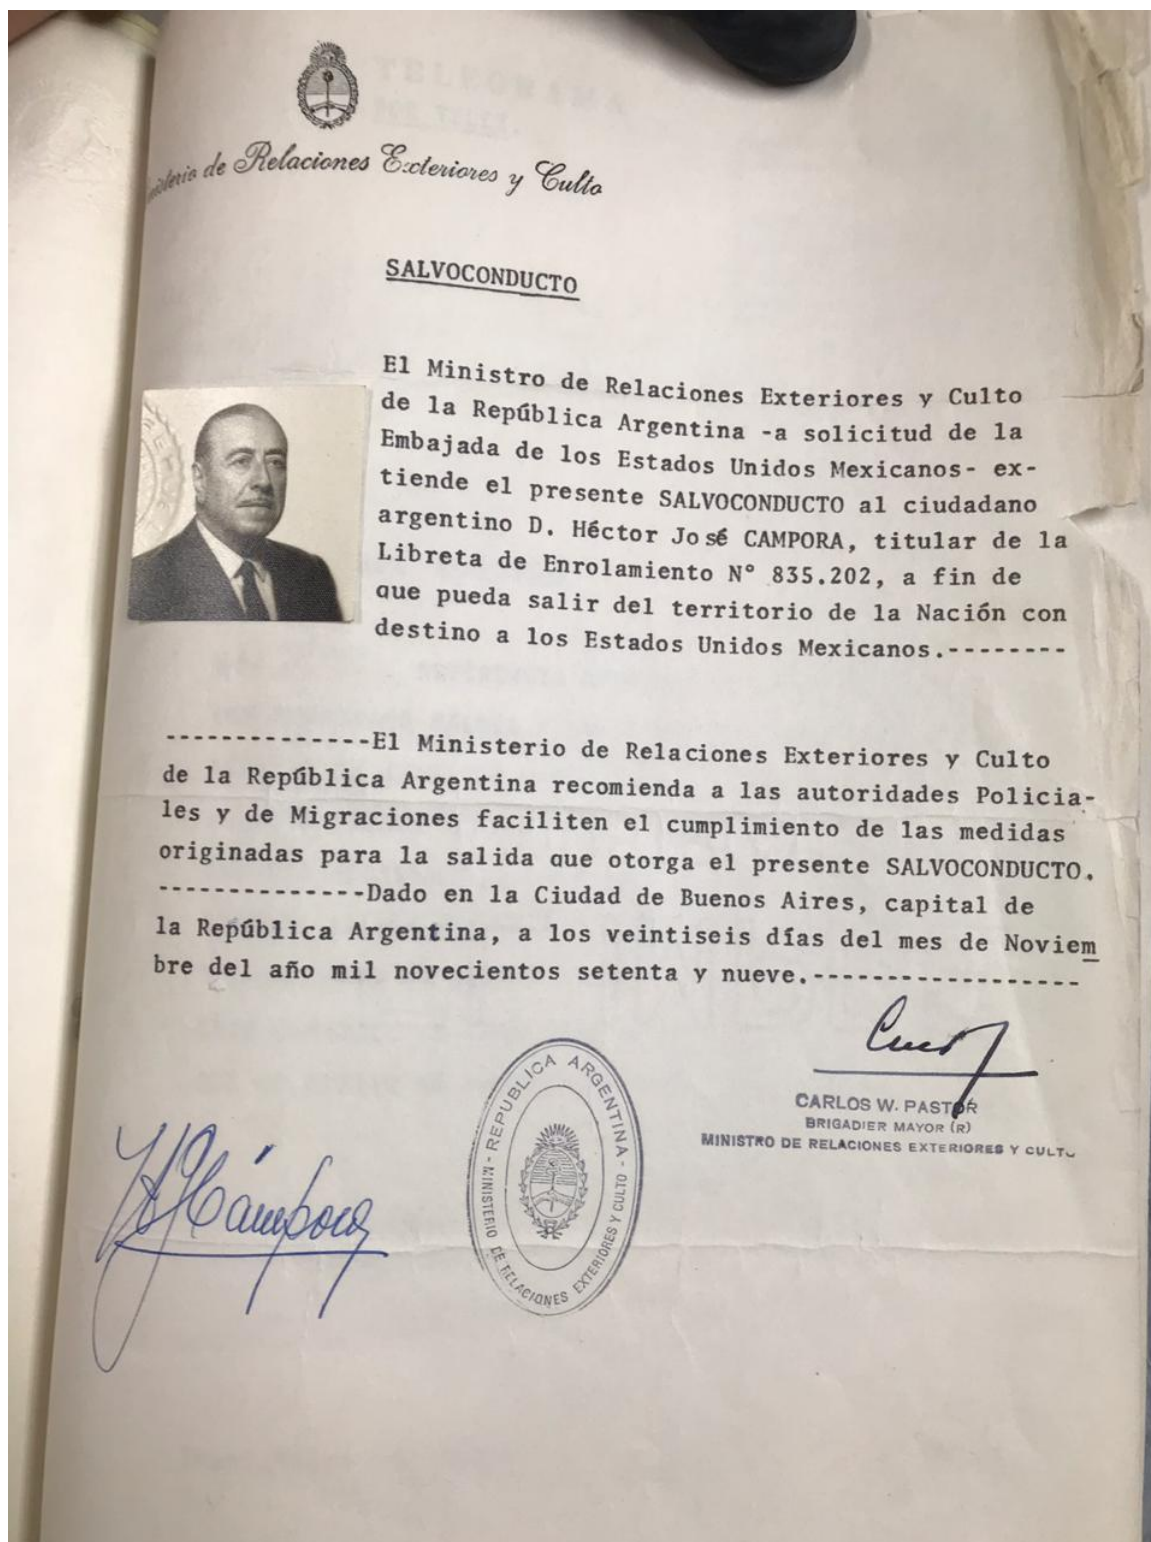 Ministerio de Relaciones Exteriores y Culto
SALVOCONDUCTO
El Ministro de Relaciones Exteriores y Culto
de la República Argentina -a solicitud de la
Embajada de los Estados Unidos Mexicanos- ex-
tiende el presente SALVOCONDUCTO al ciudadano
argentino D. Héctor José CAMPORA, titular de la
Libreta de Enrolamiento N° 835.202, a fin de
que pueda salir del territorio de la Nación con
destino a los Estados Unidos Mexicanos.--------
--------------El Ministerio de Relaciones Exteriores y Culto
de la República Argentina recomienda a las autoridades Policia-
les y de Migraciones faciliten el cumplimiento de las medidas
originadas para la salida que otorga el presente SALVOCONDUCTO.
--------------Dado en la Ciudad de Buenos Aires, capital de
la República Argentina, a los veintiseis días del mes de Noviem
bre del año mil novecientos setenta y nueve.------------------
CARLOS W. PASTOR
BRIGADIER MAYOR (R)
MINISTRO DE RELACIONES EXTERIORES Y CULTO
REPUBLICA ARGENTINA - MINISTERIO DE RELACIONES EXTERIORES Y CULTO -
HJCámpora